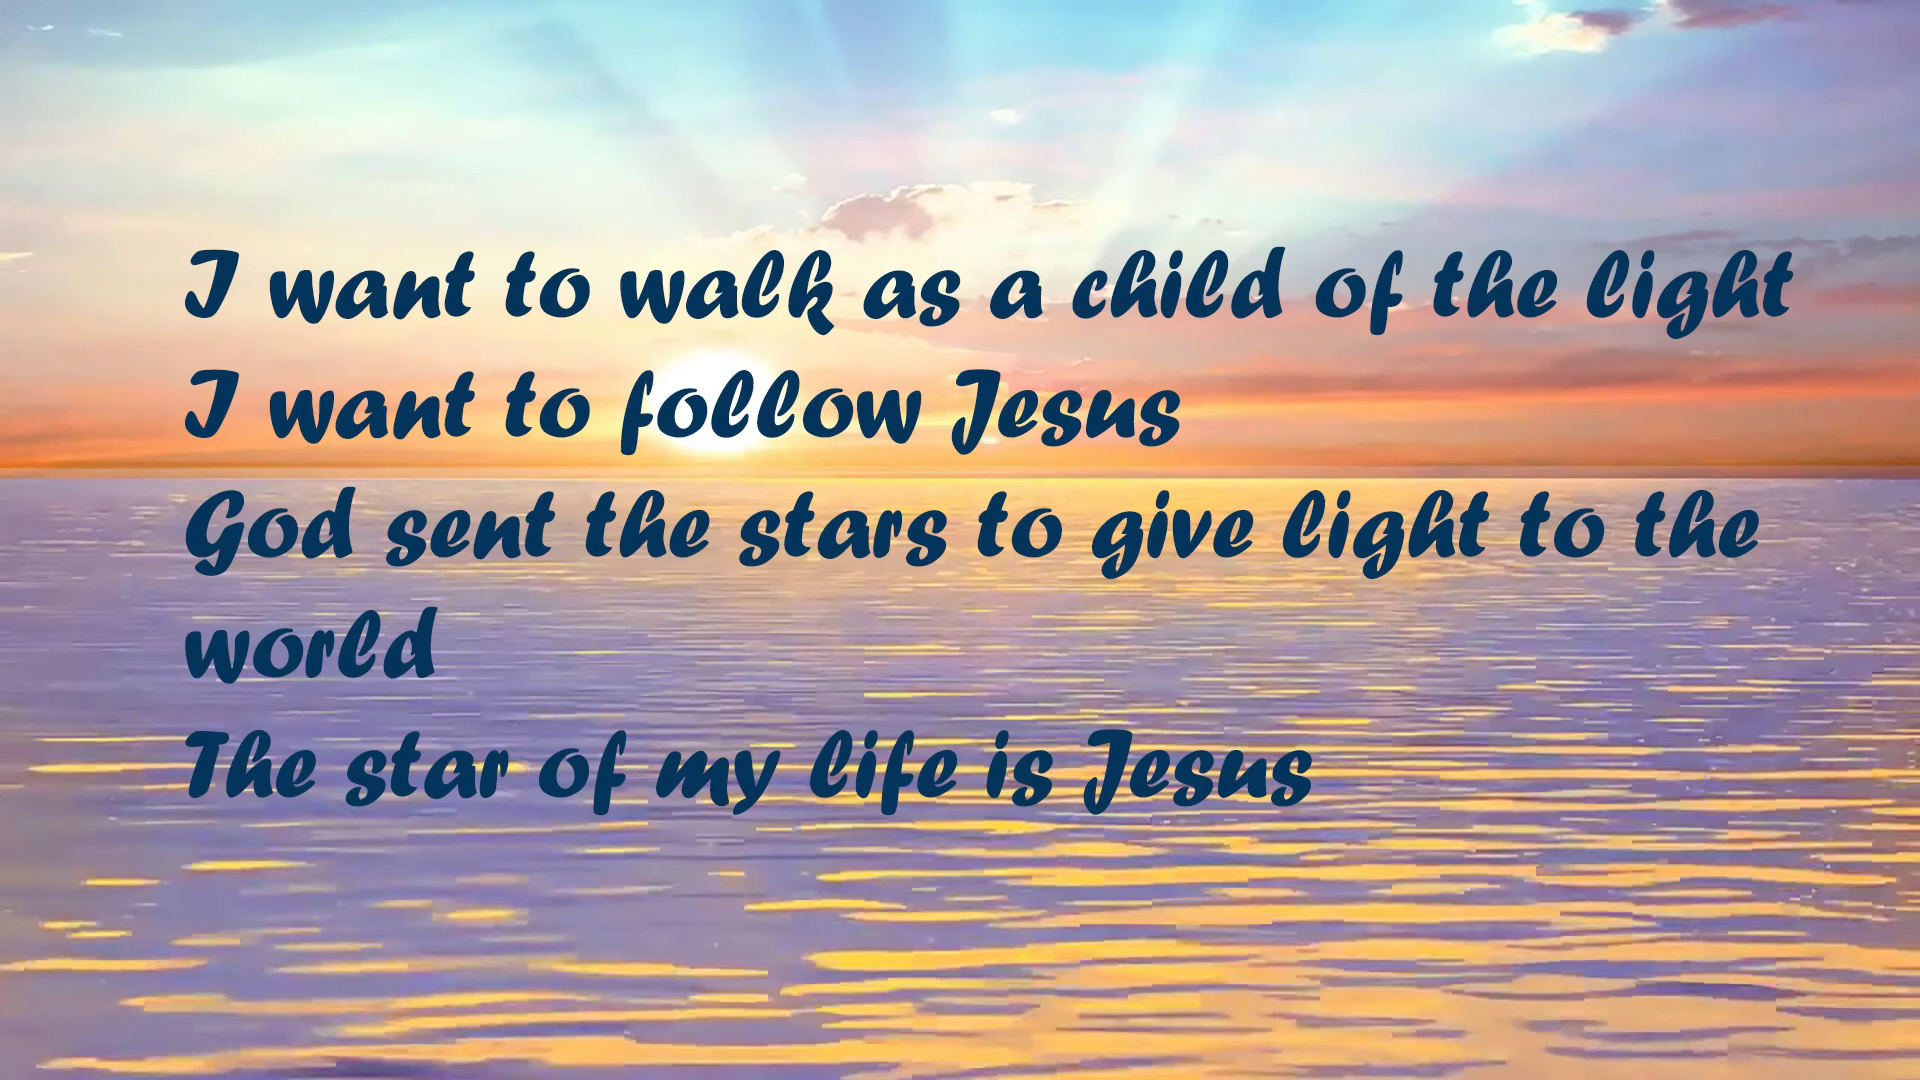 I want to walk as a child of the light
I want to follow Jesus
God sent the stars to give light to the
world
The star of my life is Jesus